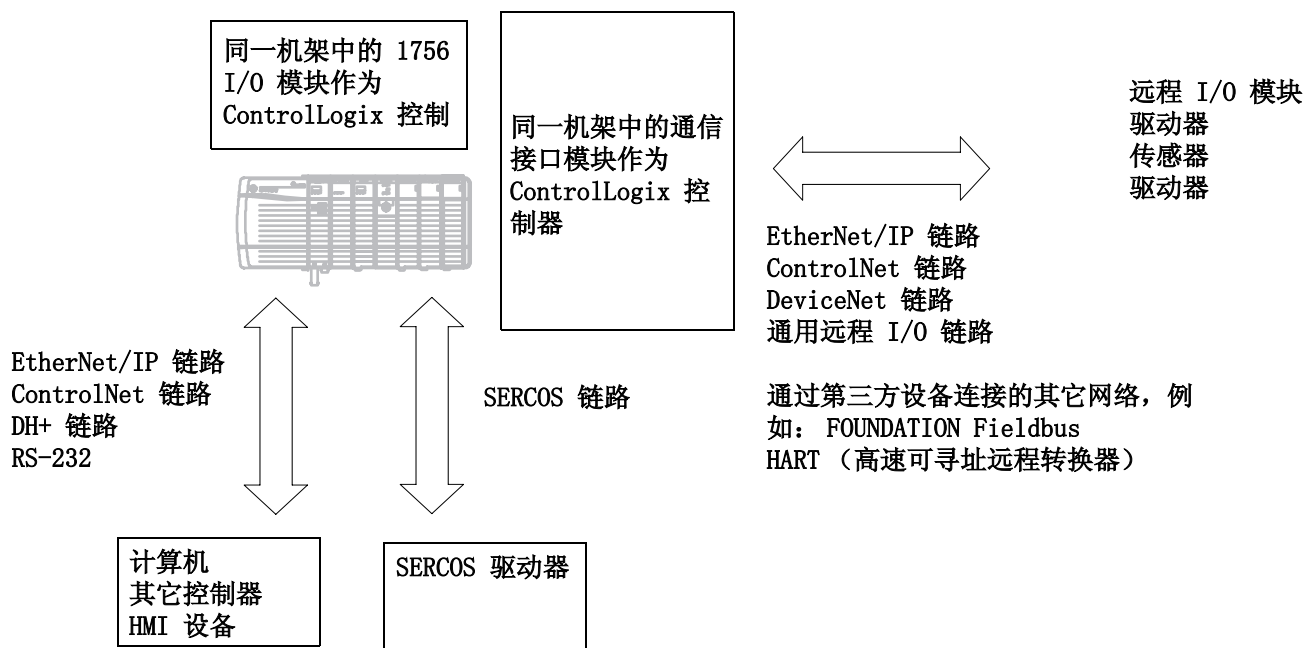 同一机架中的 1756
I/O 模块作为
ControlLogix 控制
同一机架中的通信
接口模块作为
ControlLogix 控
制器
远程 I/O 模块
驱动器
传感器
驱动器
EtherNet/IP 链路
ControlNet 链路
DeviceNet 链路
通用远程 I/O 链路
EtherNet/IP 链路
ControlNet 链路
DH+ 链路
RS-232
SERCOS 链路
通过第三方设备连接的其它网络，例
如： FOUNDATION Fieldbus
HART （高速可寻址远程转换器）
计算机
其它控制器
HMI 设备
SERCOS 驱动器